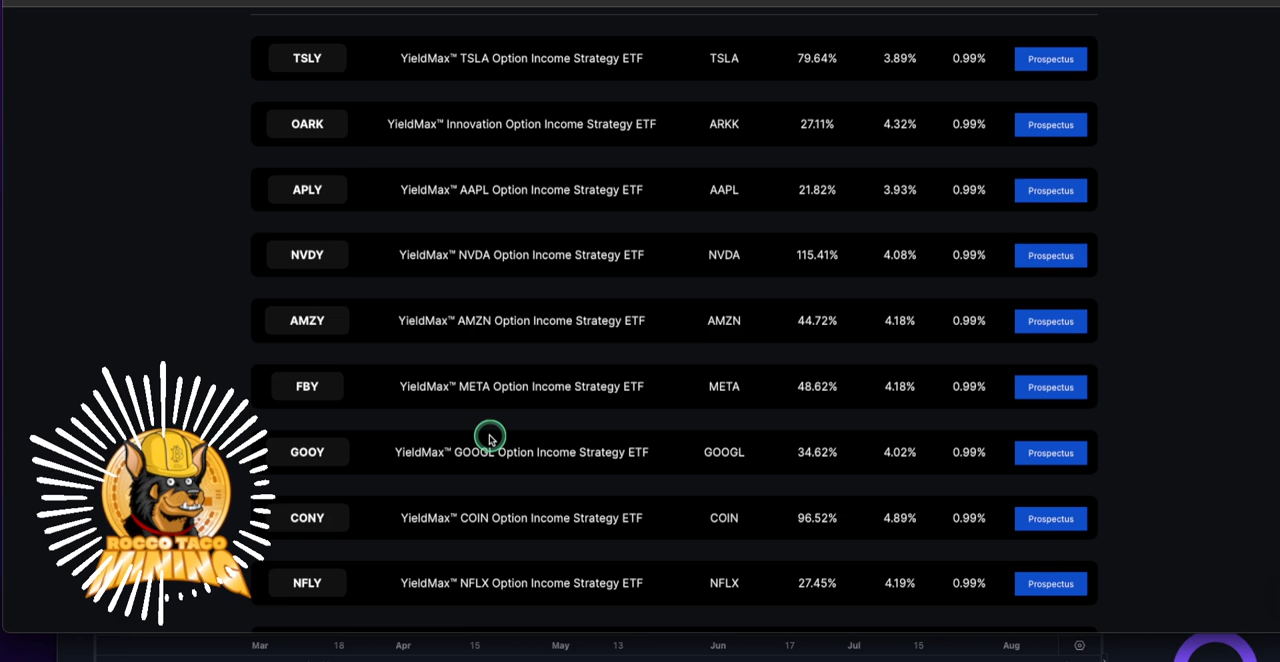 TSLY YieldMax™ TSLA Option Income Strategy ETF TSLA 79.64% 3.89% 0.99% Prospectus
OARK YieldMax™ Innovation Option Income Strategy ETF ARKK 27.11% 4.32% 0.99% Prospectus
APLY YieldMax™ AAPL Option Income Strategy ETF AAPL 21.82% 3.93% 0.99% Prospectus
NVDY YieldMax™ NVDA Option Income Strategy ETF NVDA 115.41% 4.08% 0.99% Prospectus
AMZY YieldMax™ AMZN Option Income Strategy ETF AMZN 44.72% 4.18% 0.99% Prospectus
FBY YieldMax™ META Option Income Strategy ETF META 48.62% 4.18% 0.99% Prospectus
GOOY YieldMax™ GOOGL Option Income Strategy ETF GOOGL 34.62% 4.02% 0.99% Prospectus
CONY YieldMax™ COIN Option Income Strategy ETF COIN 96.52% 4.89% 0.99% Prospectus
NFLY YieldMax™ NFLX Option Income Strategy ETF NFLX 27.45% 4.19% 0.99% Prospectus
ROCCO TACO
MINING
Mar 18 Apr 15 May 13 Jun 17 Jul 15 Aug